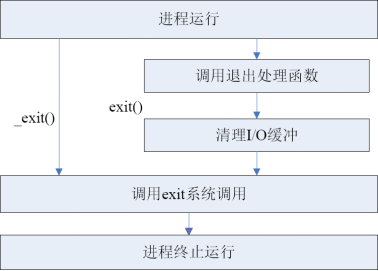 进程运行
调用退出处理函数
exit()
_exit()
清理I/O缓冲
调用exit系统调用
进程终止运行